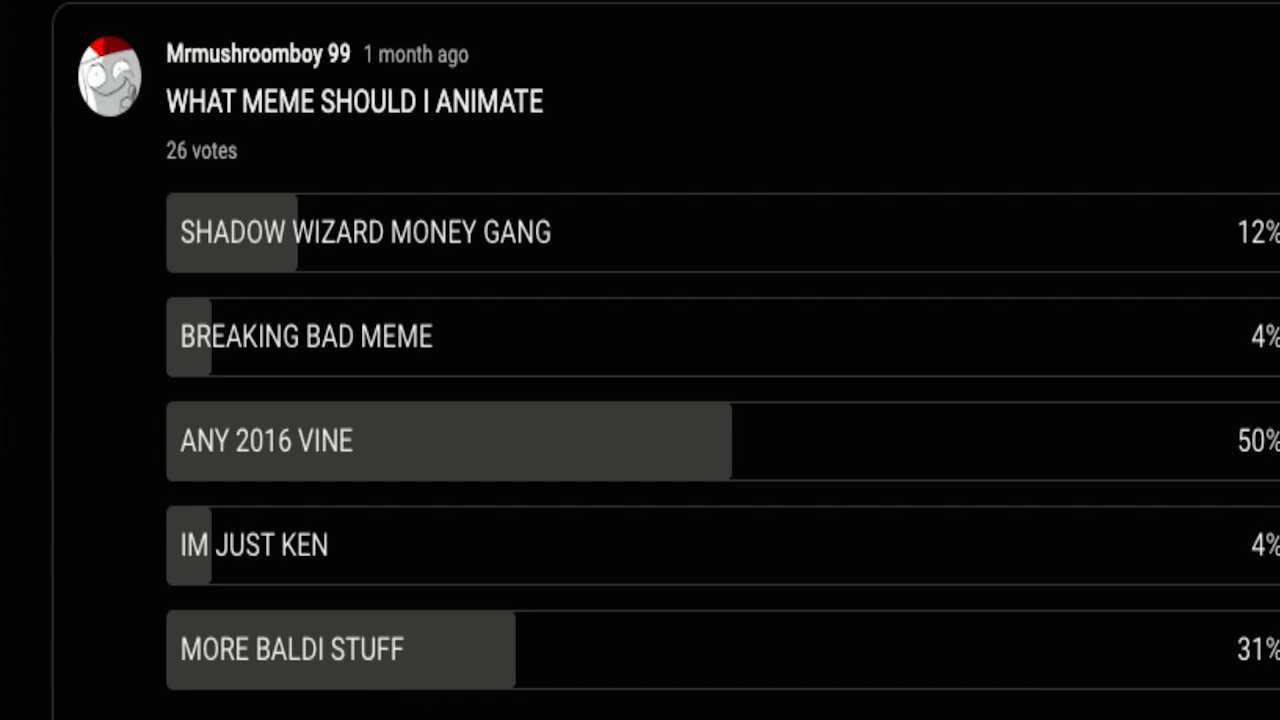 Mrmushroomboy 99 1 month ago
WHAT MEME SHOULD I ANIMATE
26 votes
SHADOW WIZARD MONEY GANG 12%
BREAKING BAD MEME 4%
ANY 2016 VINE 50%
IM JUST KEN 4%
MORE BALDI STUFF 31%